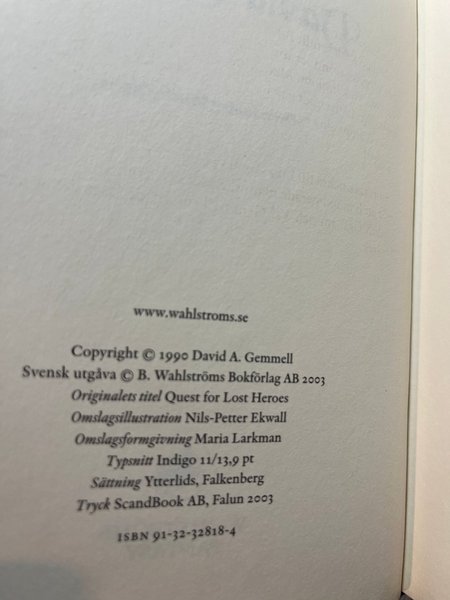 www.wahlstroms.se
Copyright © 1990 David A. Gemmell
Svensk utgåva © B. Wahlströms Bokförlag AB 2003
Originalets titel Quest for Lost Heroes
Omslagsillustration Nils-Petter Ekwall
Omslagsformgivning Maria Larkman
Typsnitt Indigo 11/13,9 pt
Sättning Ytterlids, Falkenberg
Tryck ScandBook AB, Falun 2003
ISBN 91-32-32818-4